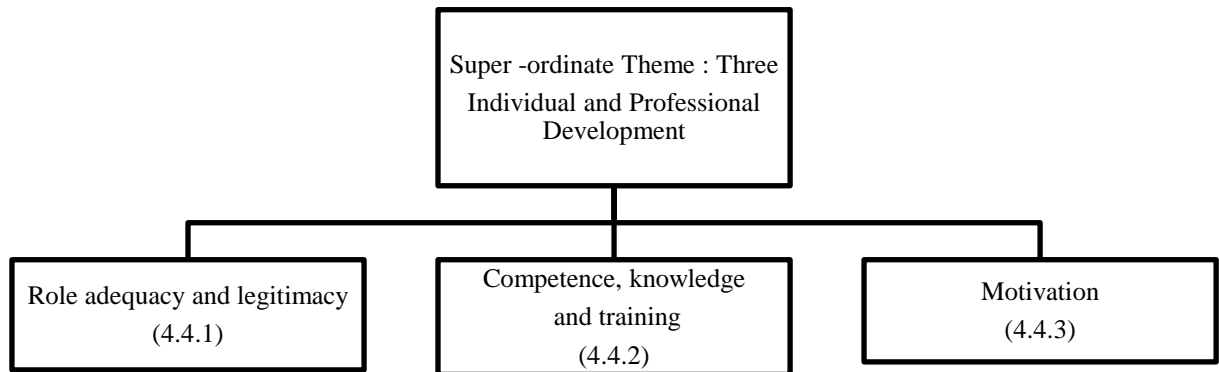 Super -ordinate Theme : Three
Individual and Professional
Development
Role adequacy and legitimacy
(4.4.1)
Competence, knowledge
and training
(4.4.2)
Motivation
(4.4.3)